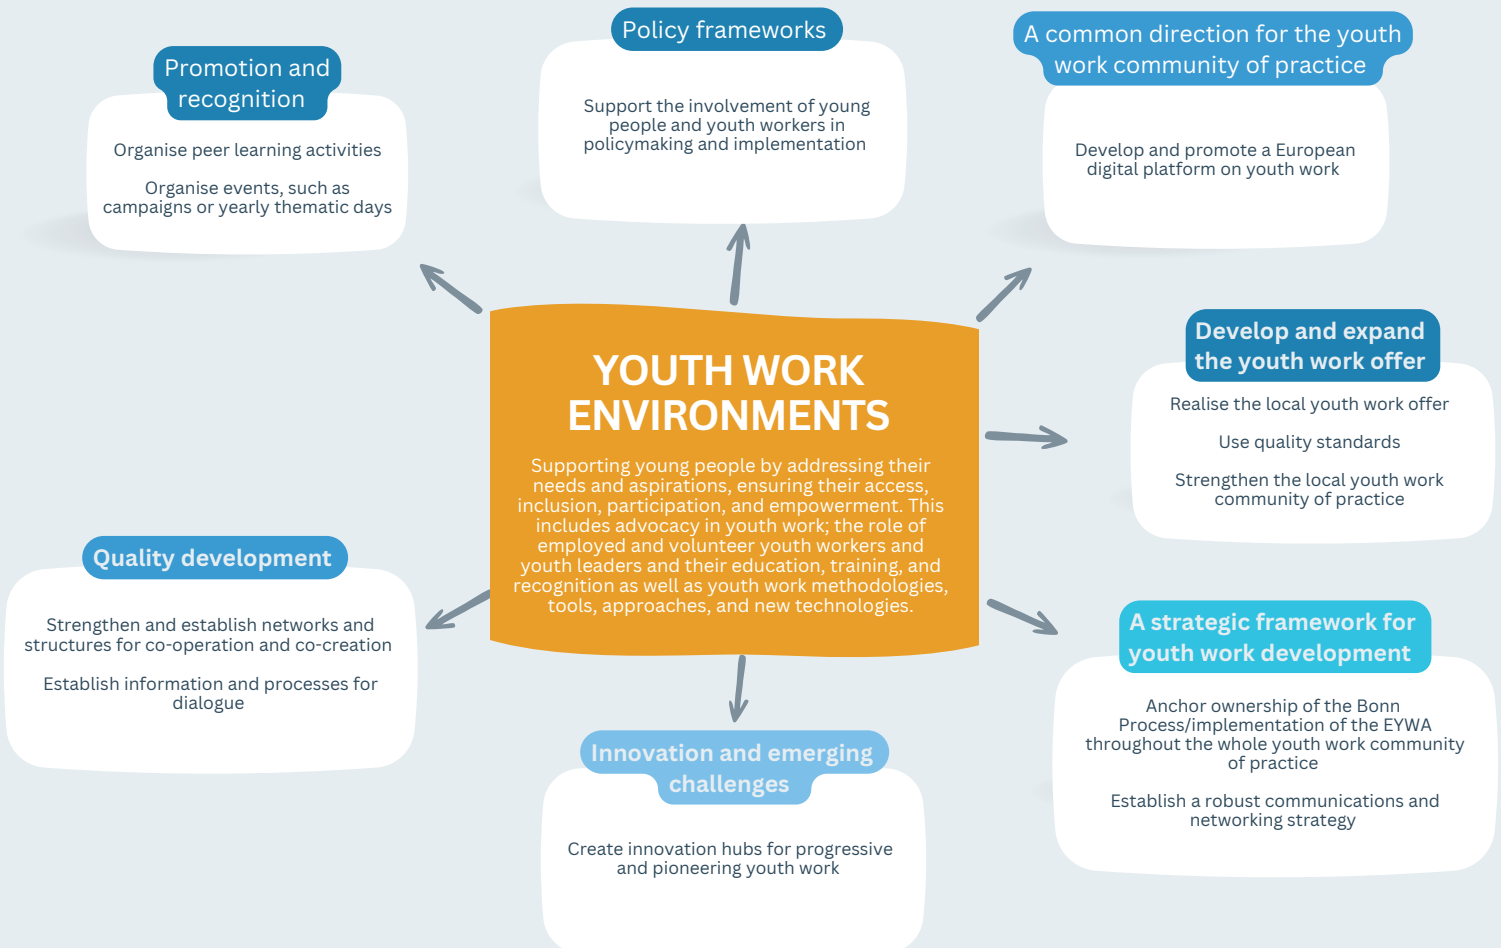 Promotion and
recognition
Organise peer learning activities
Organise events, such as
campaigns or yearly thematic days
Policy frameworks
Support the involvement of young
people and youth workers in
policymaking and implementation
A common direction for the youth
work community of practice
Develop and promote a European
digital platform on youth work
YOUTH WORK
ENVIRONMENTS
Supporting young people by addressing their
needs and aspirations, ensuring their access,
inclusion, participation, and empowerment. This
includes advocacy in youth work; the role of
employed and volunteer youth workers and
youth leaders and their education, training, and
recognition as well as youth work methodologies,
tools, approaches, and new technologies.
Develop and expand
the youth work offer
Realise the local youth work offer
Use quality standards
Strengthen the local youth work
community of practice
Quality development
Strengthen and establish networks and
structures for co-operation and co-creation
Establish information and processes for
dialogue
A strategic framework for
youth work development
Anchor ownership of the Bonn
Process/implementation of the EYWA
throughout the whole youth work community
of practice
Establish a robust communications and
networking strategy
Innovation and emerging
challenges
Create innovation hubs for progressive
and pioneering youth work